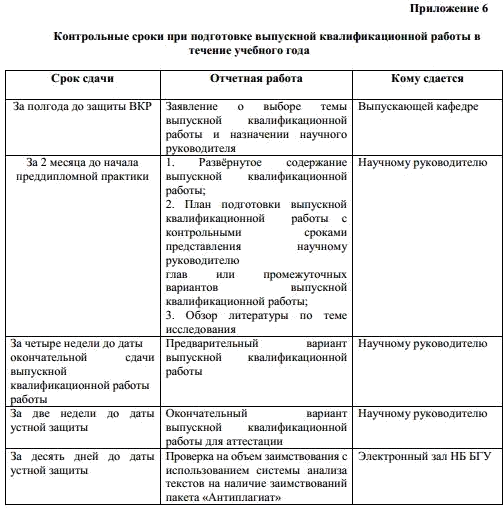 Приложение 6
Контрольные сроки при подготовке выпускной квалификационной работы в
течение учебного года
Срок сдачи
Отчетная работа
Кому сдается
За полгода до защиты ВКР
Заявление о выборе темы
выпускной квалификационной
работы и назначении научного
руководителя
Выпускающей кафедре
За 2 месяца до начала
преддипломной практики
1. Развёрнутое содержание
выпускной квалификационной
работы;
2. План подготовки выпускной
квалификационной работы с
контрольными сроками
представления научному
руководителю
глав или промежуточных
вариантов выпускной
квалификационной работы;
3. Обзор литературы по теме
исследования
Научному руководителю
За четыре недели до даты
окончательной сдачи
выпускной
квалификационной работы
работы
Предварительный вариант
выпускной квалификационной
работы
Научному руководителю
За две недели до даты
устной защиты
Окончательный вариант
выпускной квалификационной
работы для аттестации
Научному руководителю
За десять дней до даты
устной защиты
Проверка на объем заимствования с
использованием системы анализа
текстов на наличие заимствований
пакета «Антиплагиат»
Электронный зал НБ БГУ